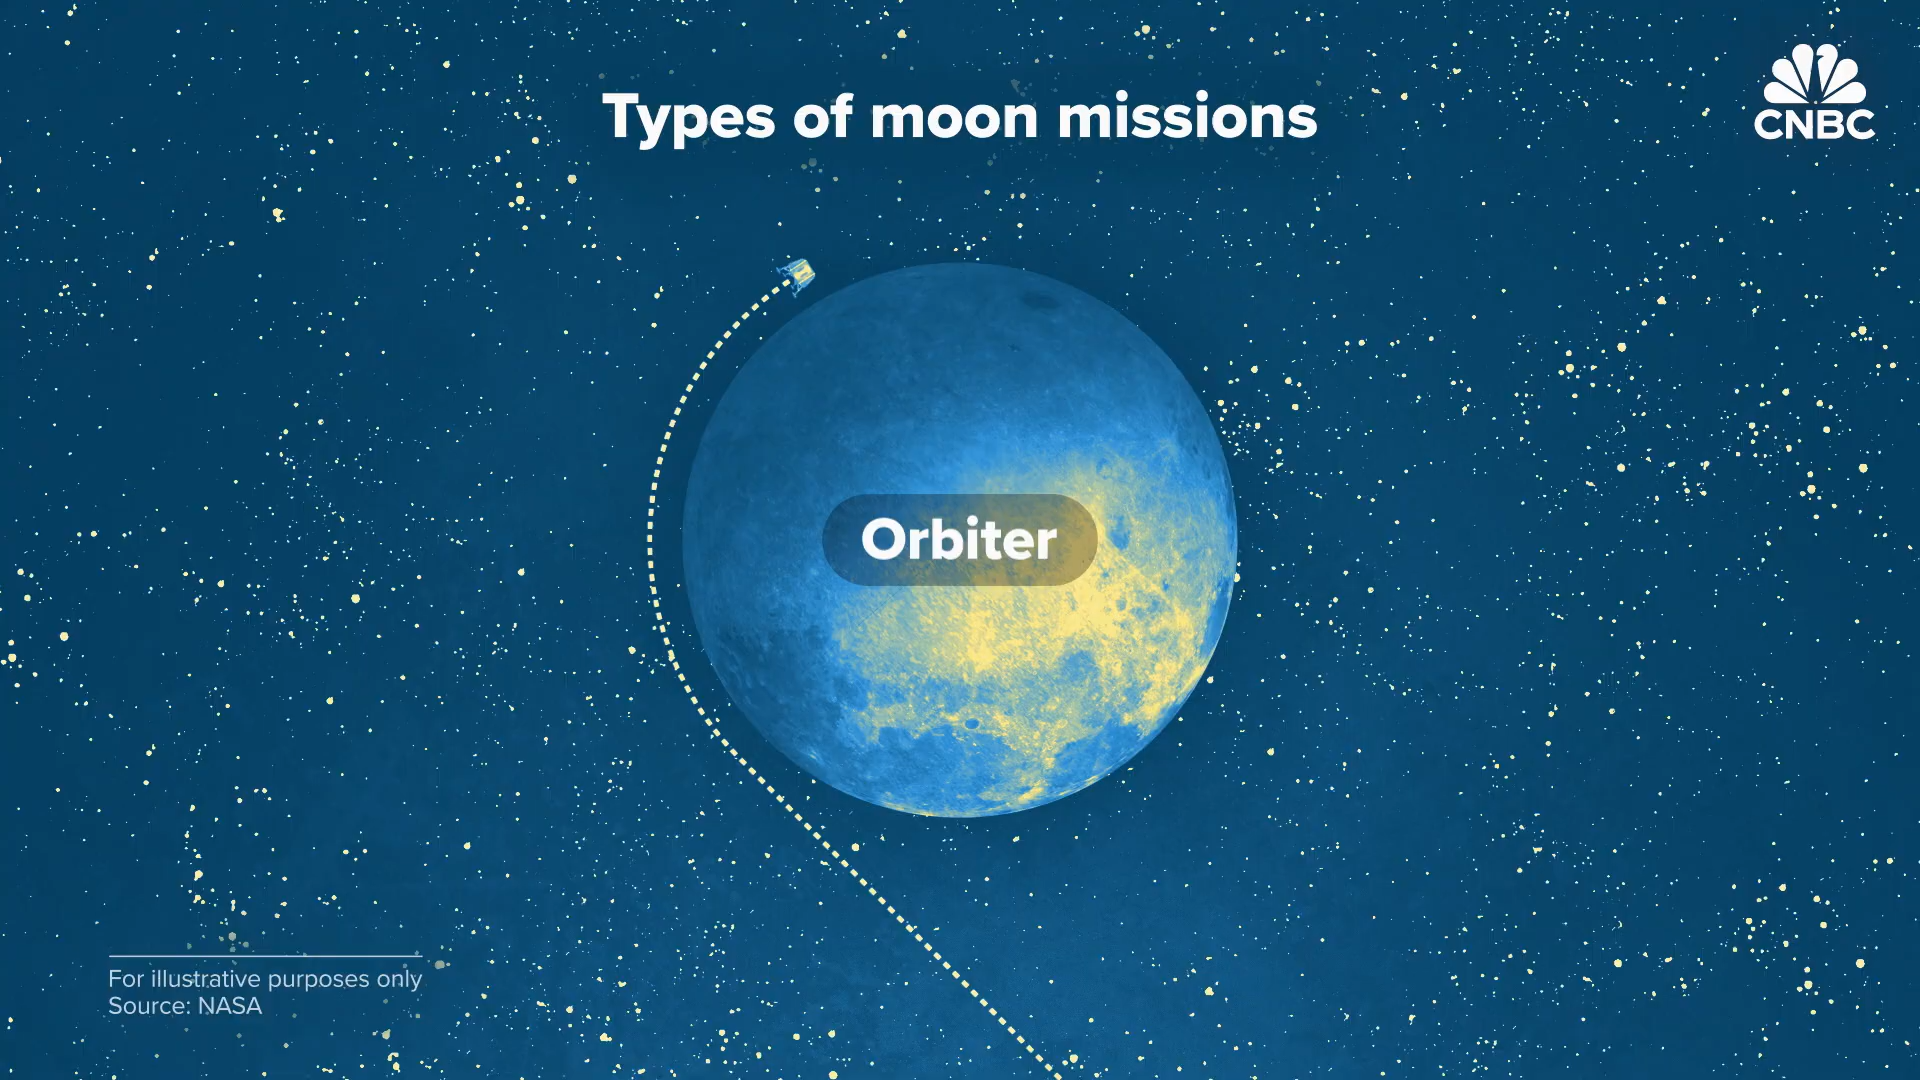 Types of moon missions
CNBC
Orbiter
For illustrative purposes only
Source: NASA